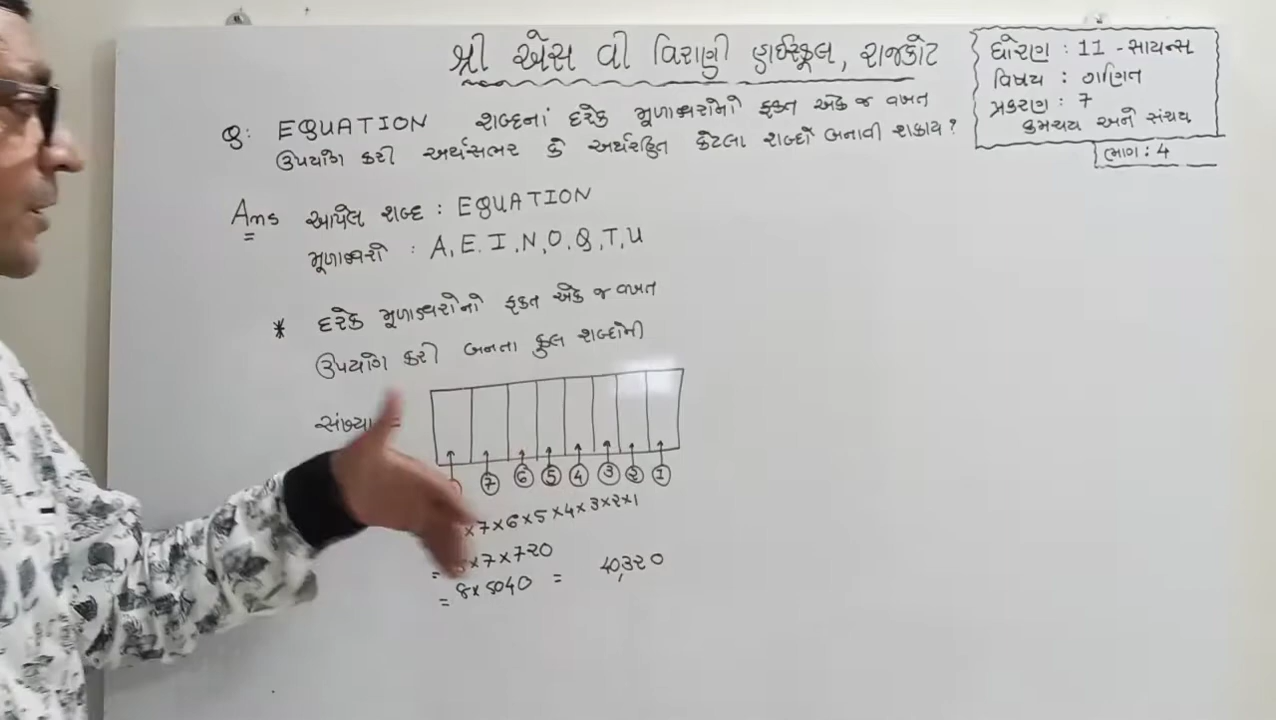 શ્રી એસ વી વિરાણી હાઈસ્કૂલ, રાજકોટ
ધોરણ : 11 - સાયન્સ
વિષય : ગણિત
પ્રકરણ : 7
ક્રમચય અને સંચય
ભાગ : 4
Q: EQUATION શબ્દનાં દરેક મૂળાક્ષરોનો ફક્ત એક જ વખત
ઉપયોગ કરી અર્થસભર કે અર્થરહિત કેટલા શબ્દો બનાવી શકાય ?
Ans આપેલ શબ્દ : EQUATION
મૂળાક્ષરો : A, E. I, N, O, Q, T, U
* દરેક મૂળાક્ષરોનો ફક્ત એક જ વખત
ઉપયોગ કરી બનતા કુલ શબ્દોની
સંખ્યા =
7 6 5 4 3 2 1
×7×6×5×4×3×2×1
= ×7×720
= 8×5040 = 40,320